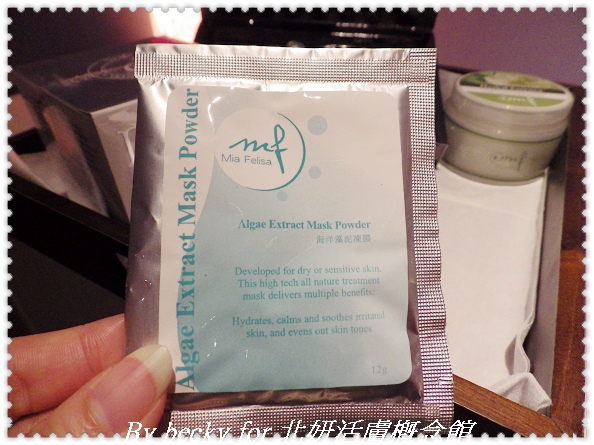 Algae Extract Mask Powder
mf
Mia Felisa
Algae Extract Mask Powder
海洋藻泥凍膜
Developed for dry or sensitive skin.
This high tech all nature treatment
mask delivers multiple benefits:
Hydrates, calms and soothes irritated
skin, and evens out skin tones
12g
mf
By becky for 北妍活膚概念館